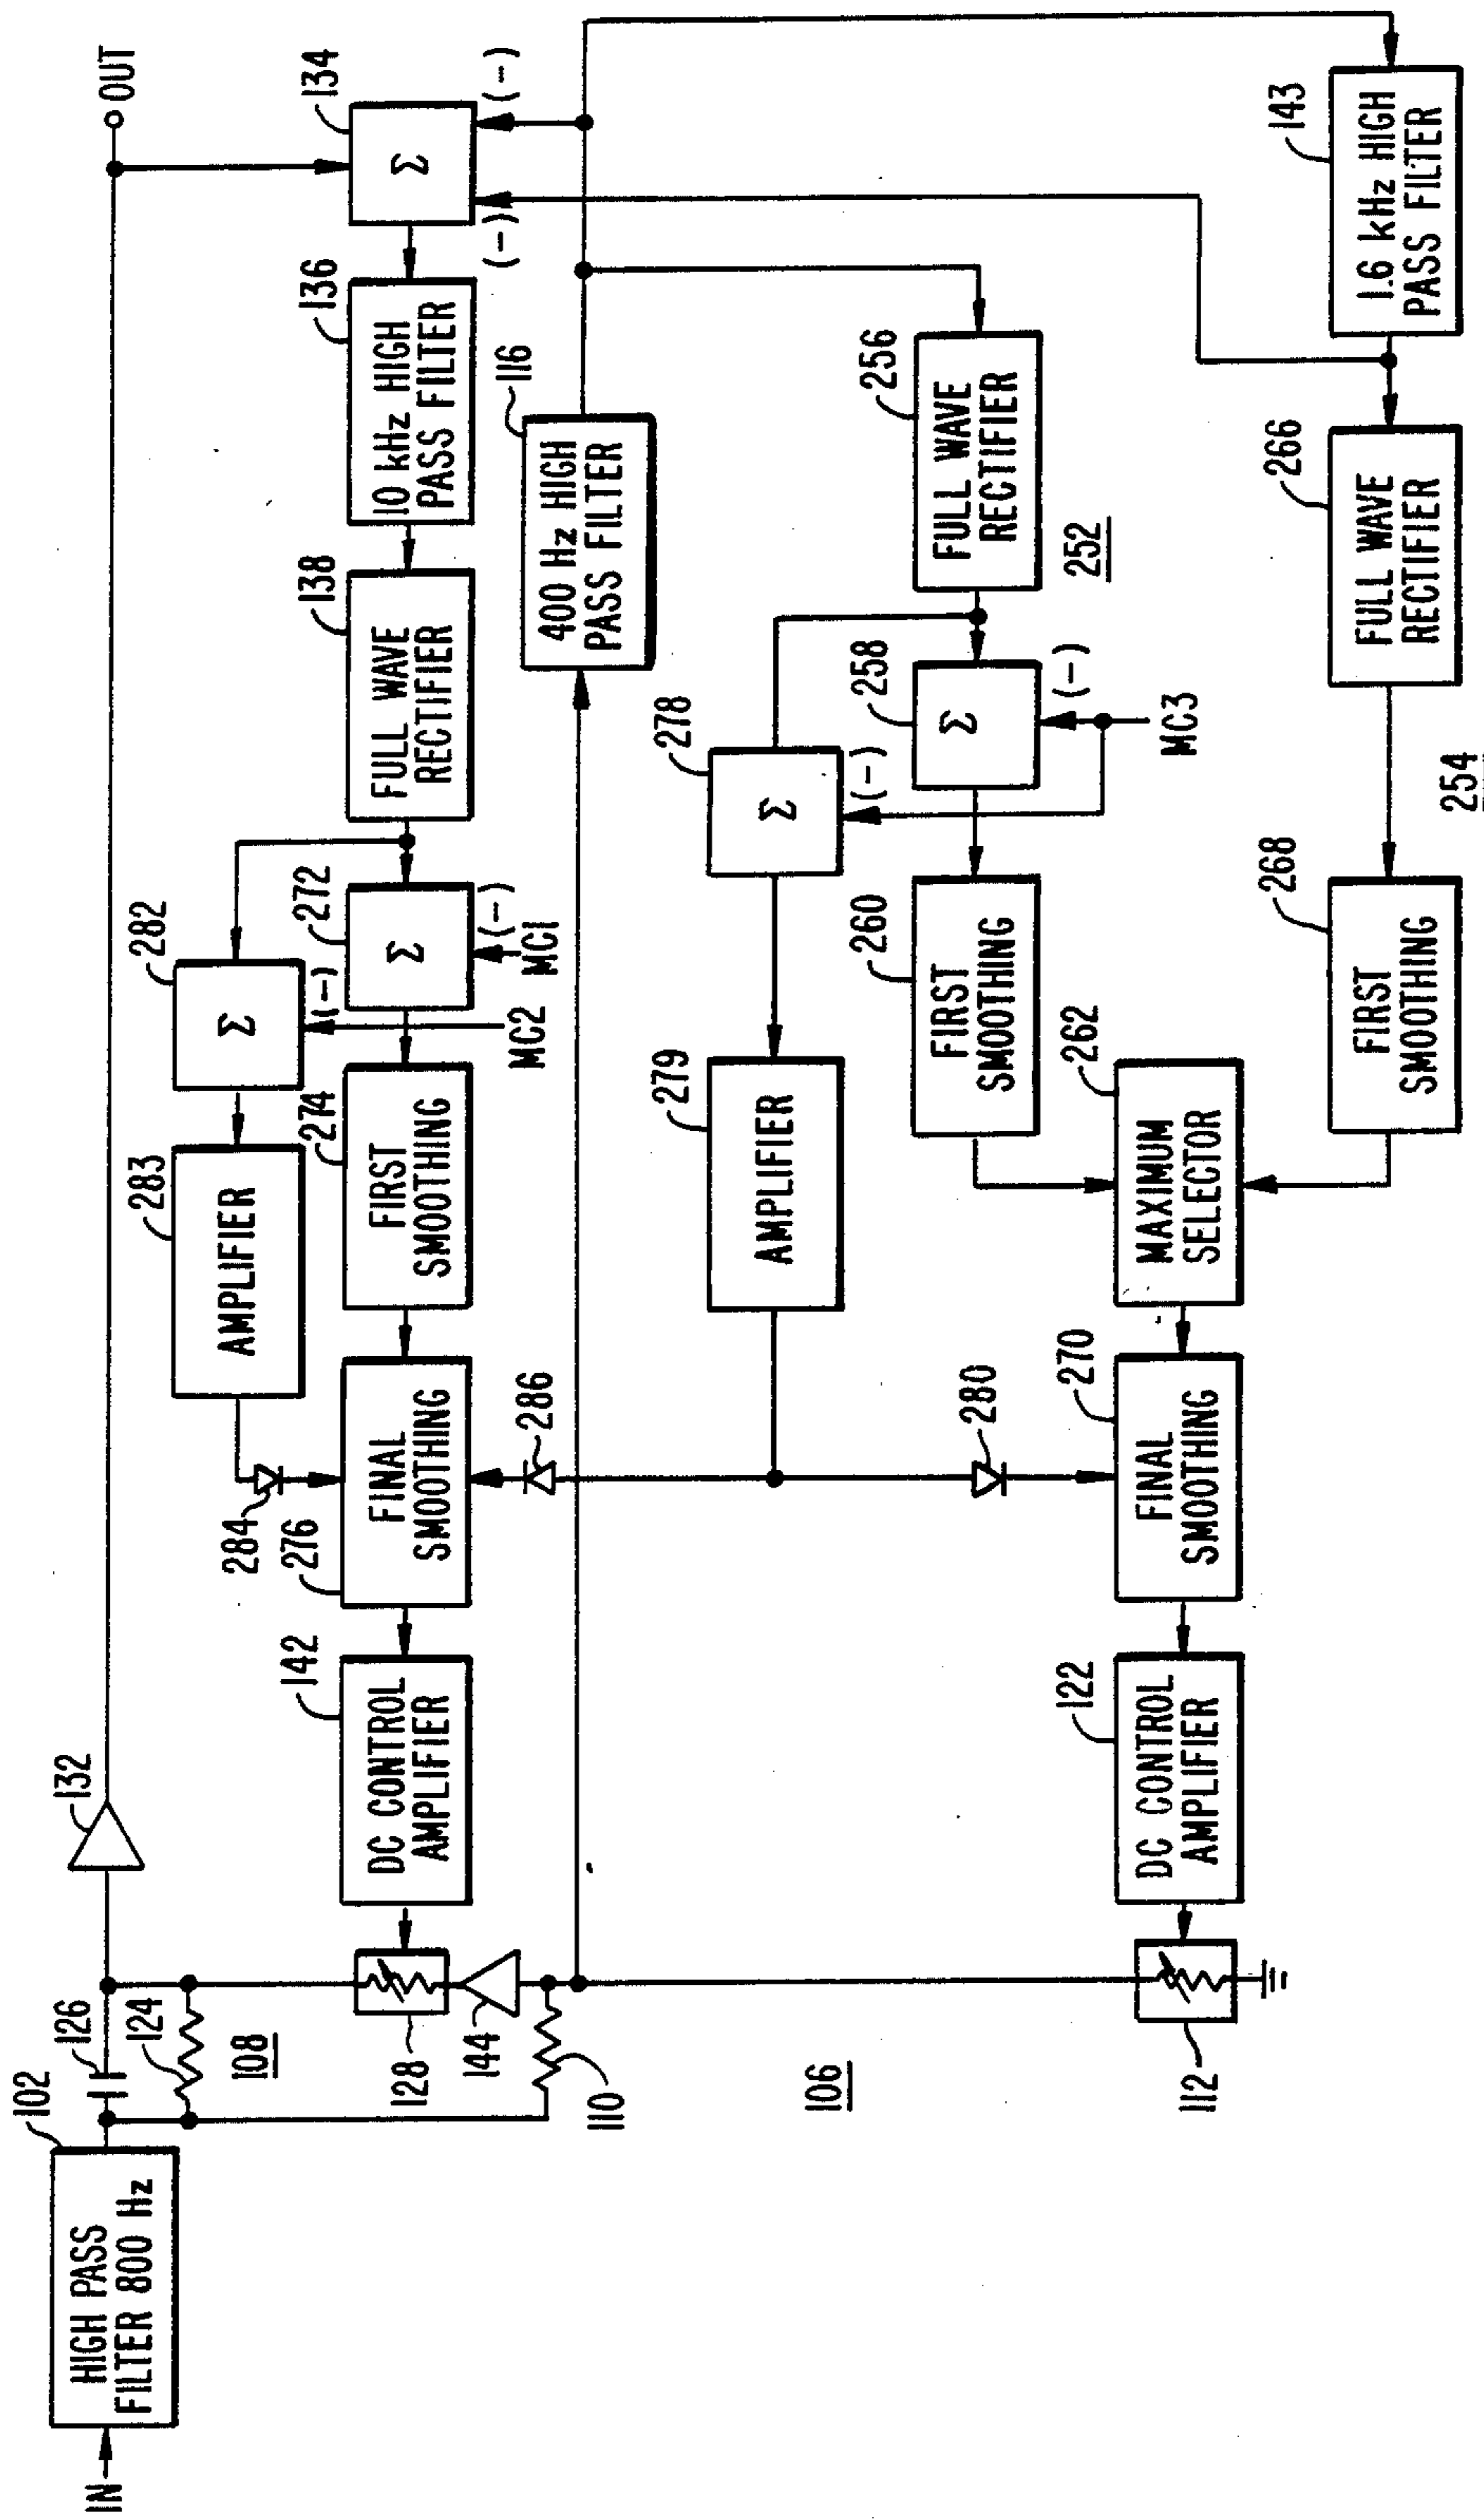 IN
HIGH PASS
FILTER 800 Hz
102
126
124
108
110
132
OUT
128
144
106
112
142
DC CONTROL
AMPLIFIER
276
FINAL
SMOOTHING
284
286
283
AMPLIFIER
274
FIRST
SMOOTHING
282
Σ
(-)
MC2
272
Σ
(-)
MC1
138
FULL WAVE
RECTIFIER
136
10 kHz HIGH
PASS FILTER
134
Σ
(-)
(-)
116
400 Hz HIGH
PASS FILTER
279
AMPLIFIER
278
Σ
(-)
256
FULL WAVE
RECTIFIER
252
258
Σ
(-)
MC3
260
FIRST
SMOOTHING
280
122
DC CONTROL
AMPLIFIER
270
FINAL
SMOOTHING
262
MAXIMUM
SELECTOR
268
FIRST
SMOOTHING
254
266
FULL WAVE
RECTIFIER
143
1.6 kHz HIGH
PASS FILTER